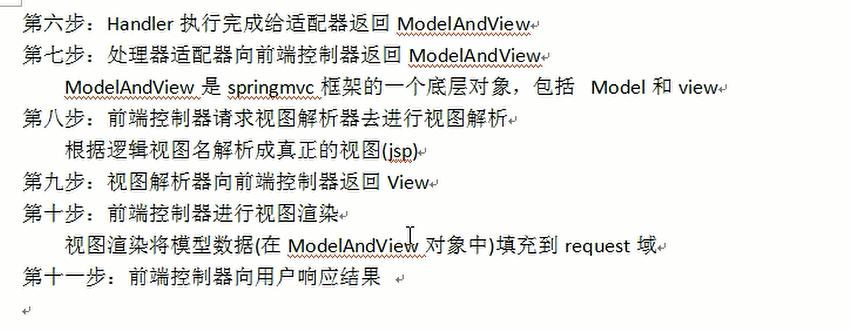 第六步：Handler 执行完成给适配器返回 ModelAndView
第七步：处理器适配器向前端控制器返回 ModelAndView
ModelAndView 是 springmvc 框架的一个底层对象，包括 Model 和 view
第八步：前端控制器请求视图解析器去进行视图解析
根据逻辑视图名解析成真正的视图(jsp)
第九步：视图解析器向前端控制器返回 View
第十步：前端控制器进行视图渲染
视图渲染将模型数据(在 ModelAndView 对象中)填充到 request 域
第十一步：前端控制器向用户响应结果